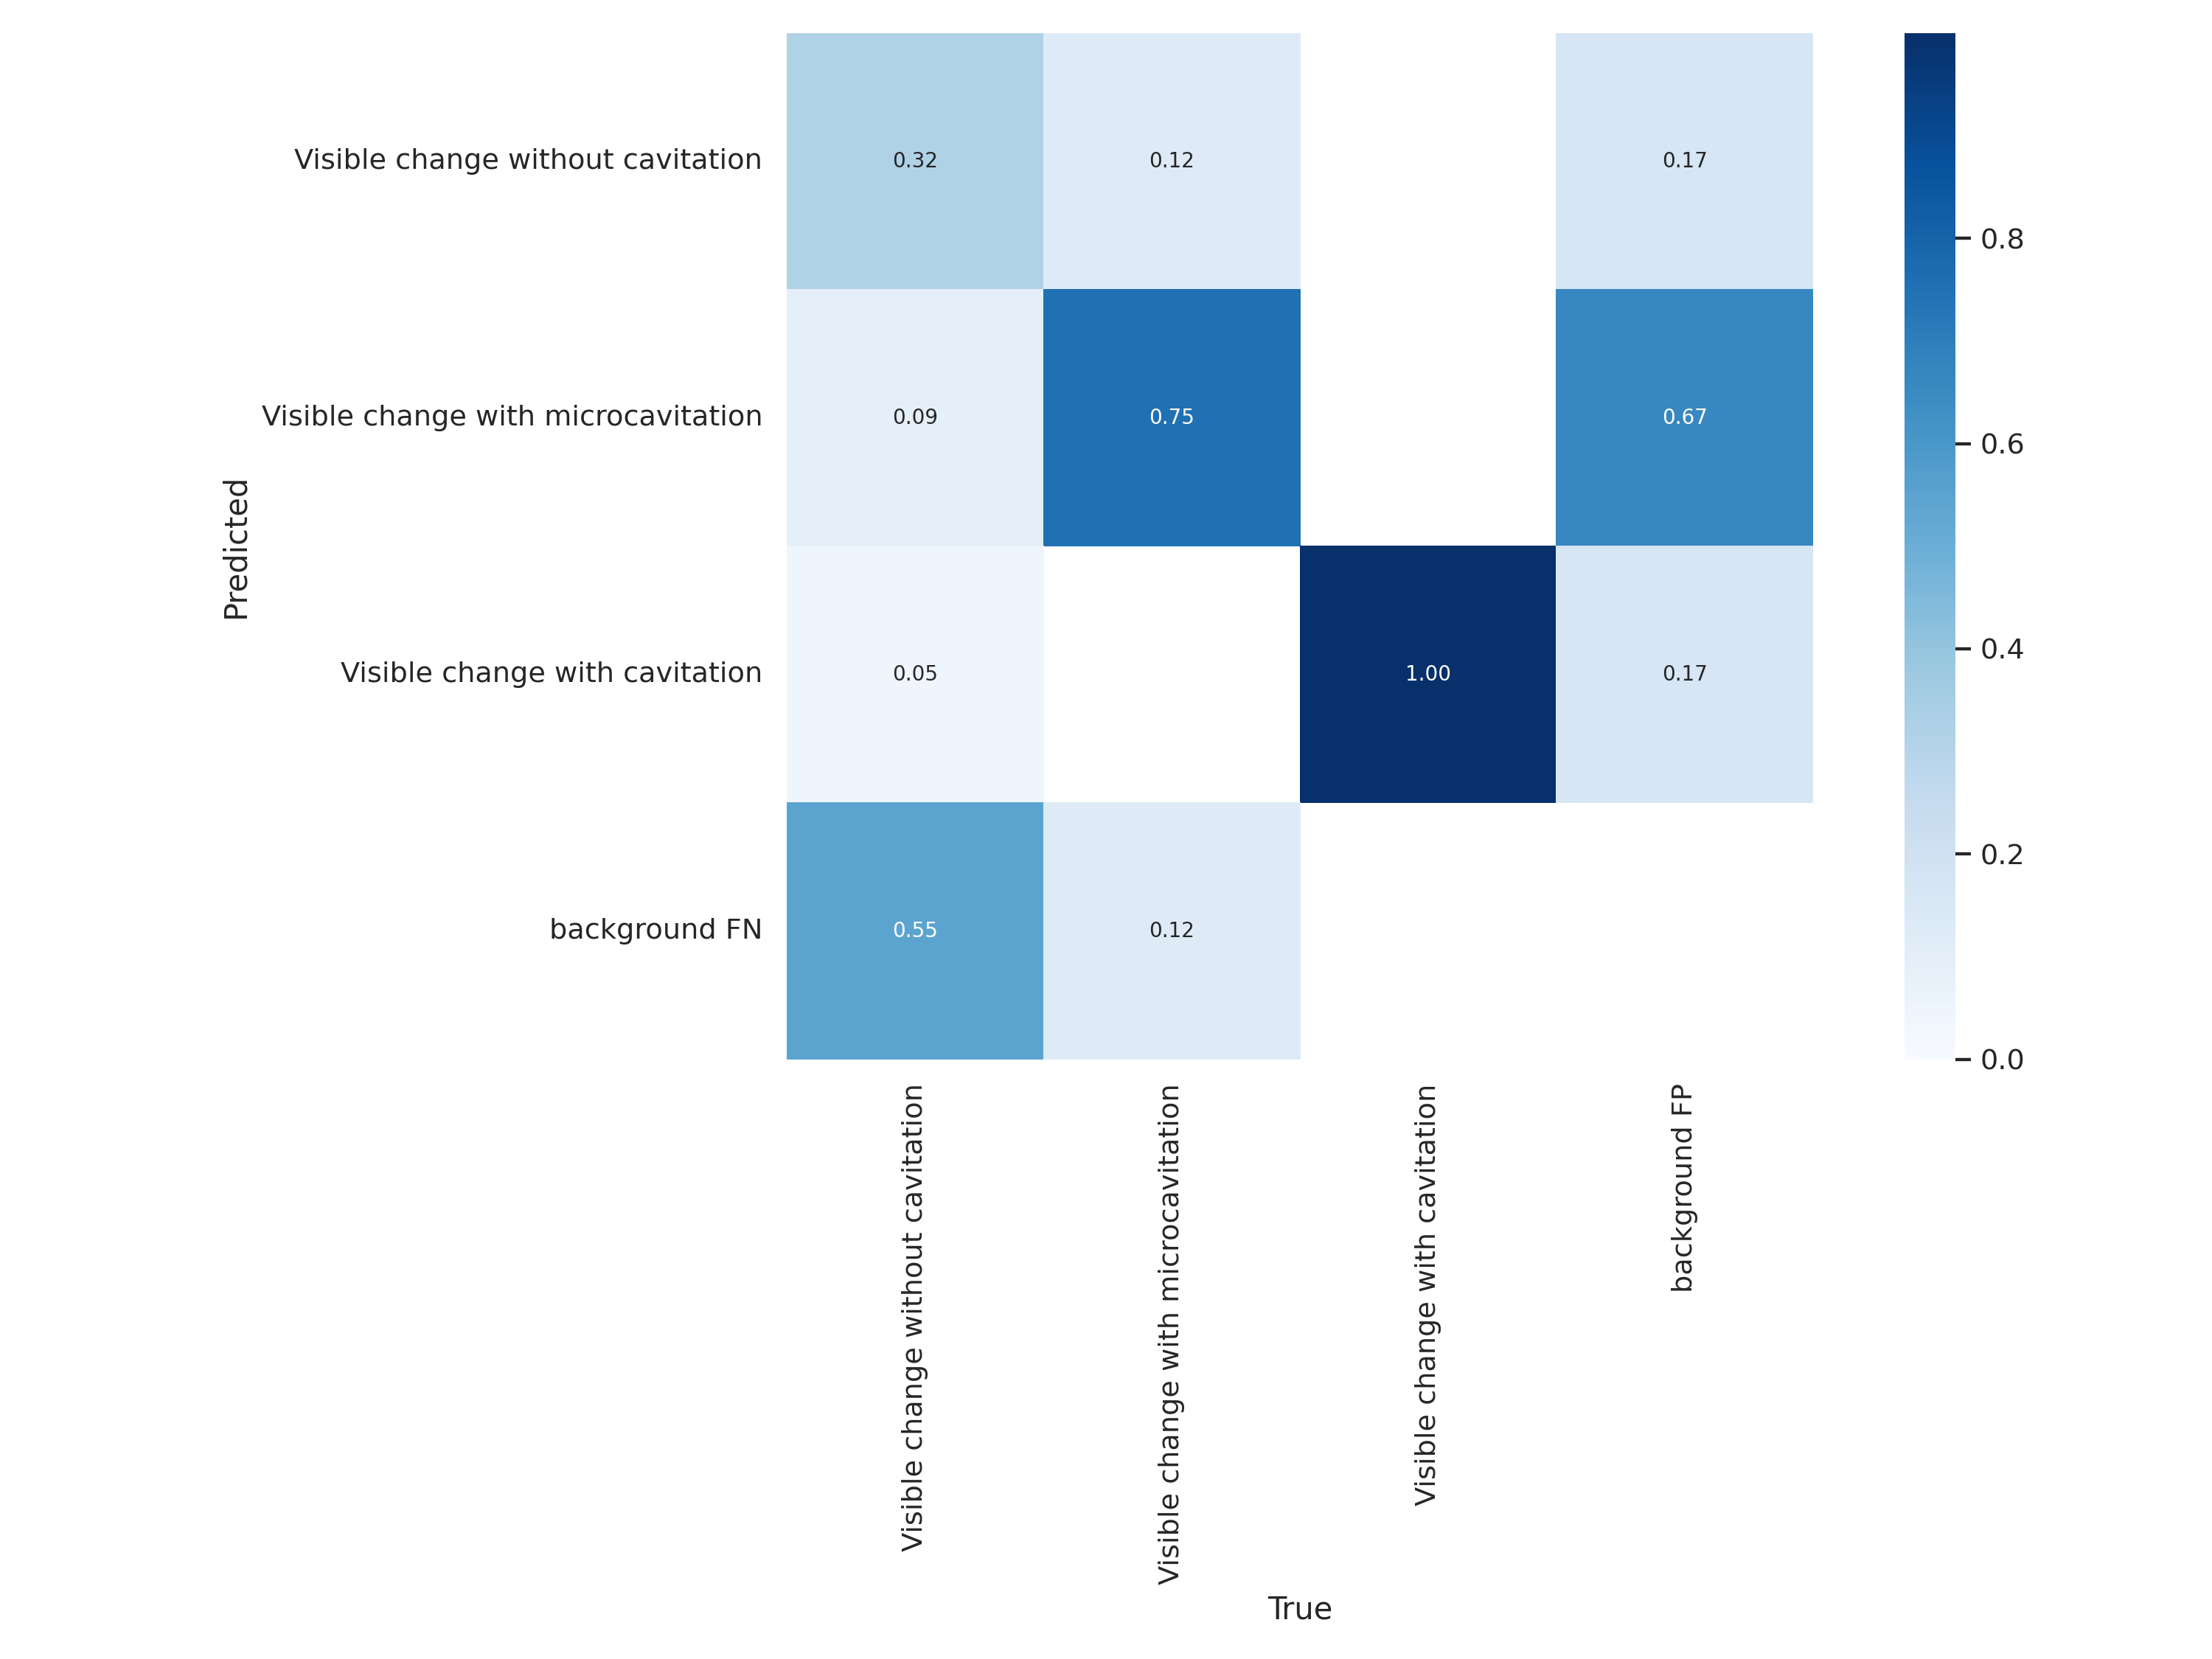 Visible change without cavitation
0.32
0.12
0.17
0.8
Visible change with microcavitation
0.09
0.75
0.67
0.6
Predicted
Visible change with cavitation
0.05
1.00
0.17
0.4
background FN
0.55
0.12
0.2
0.0
Visible change without cavitation
Visible change with microcavitation
Visible change with cavitation
background FP
True